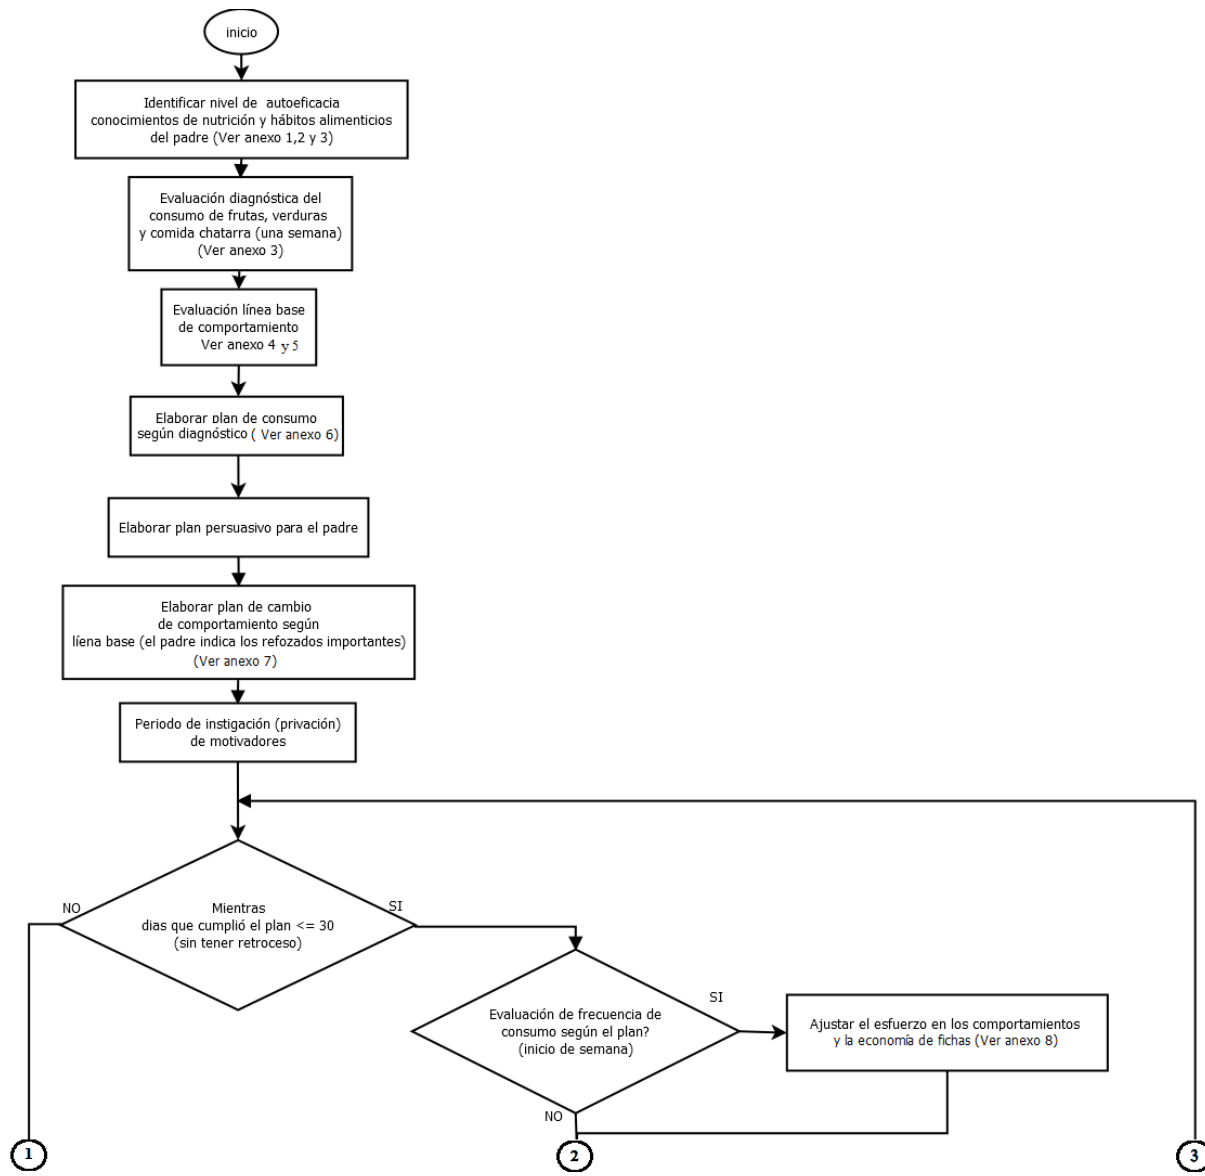 inicio
Identificar nivel de  autoeficacia
conocimientos de nutrición y hábitos alimenticios
del padre (Ver anexo 1,2 y 3)
Evaluación diagnóstica del
consumo de frutas, verduras
y comida chatarra (una semana)
(Ver anexo 3)
Evaluación línea base
de comportamiento
Ver anexo 4 y 5
Elaborar plan de consumo
según diagnóstico ( Ver anexo 6)
Elaborar plan persuasivo para el padre
Elaborar plan de cambio
de comportamiento según
líena base (el padre indica los refozados importantes)
(Ver anexo 7)
Periodo de instigación (privación)
de motivadores
NO
SI
Mientras
dias que cumplió el plan <= 30
(sin tener retroceso)
SI
Evaluación de frecuencia de
consumo según el plan?
(inicio de semana)
Ajustar el esfuerzo en los comportamientos
y la economía de fichas (Ver anexo 8)
NO
1
2
3